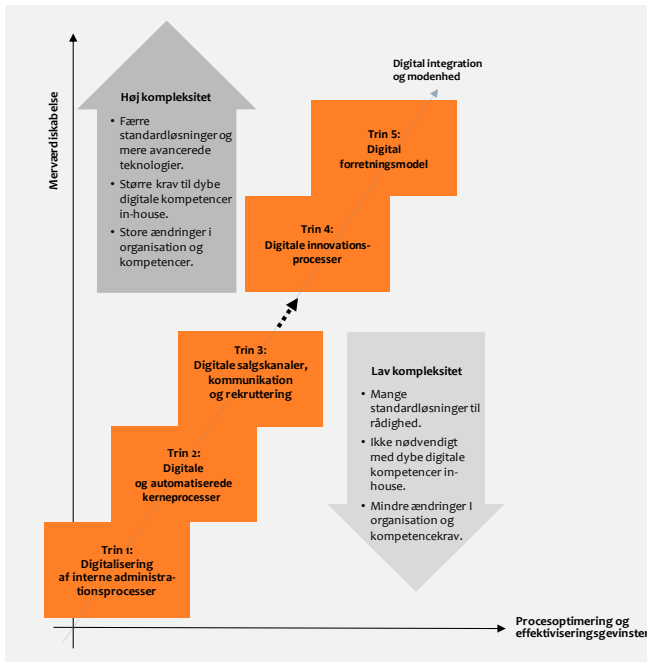 Merværdiskabelse
Høj kompleksitet
• Færre
standardløsninger og
mere avancerede
teknologier.
• Større krav til dybe
digitale kompetencer
in-house.
• Store ændringer i
organisation og
kompetencer.
Digital integration
og modenhed
Trin 5:
Digital
forretningsmodel
Trin 4:
Digitale innovations-
processer
Trin 3:
Digitale salgskanaler,
kommunikation
og rekruttering
Trin 2:
Digitale
og automatiserede
kerneprocesser
Trin 1:
Digitalisering
af interne administra-
tionsprocesser
Lav kompleksitet
• Mange
standardløsninger til
rådighed.
• Ikke nødvendigt
med dybe digitale
kompetencer in-
house.
• Mindre ændringer I
organisation og
kompetencekrav.
Procesoptimering og
effektiviseringsgevinster